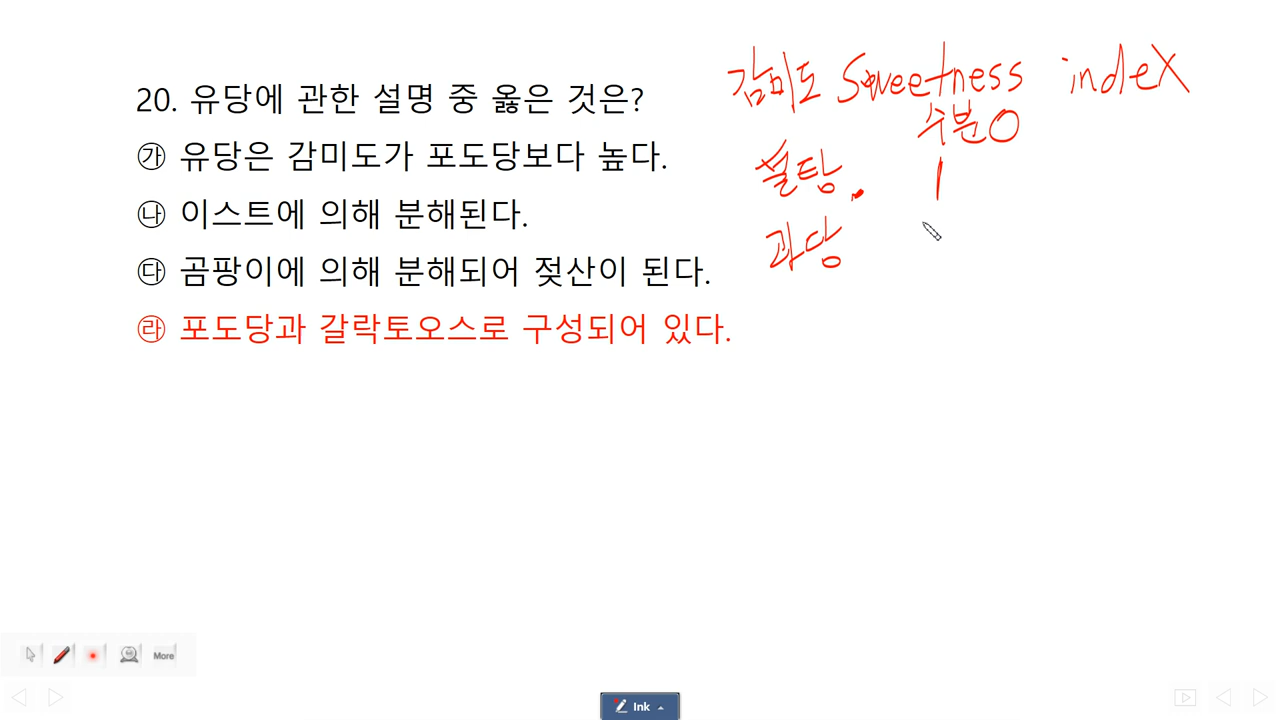 감미도 Sweetness index
20. 유당에 관한 설명 중 옳은 것은?
수분0
㉮ 유당은 감미도가 포도당보다 높다.
설탕. 1
㉯ 이스트에 의해 분해된다.
과당
㉰ 곰팡이에 의해 분해되어 젖산이 된다.
㉱ 포도당과 갈락토오스로 구성되어 있다.
More
Ink